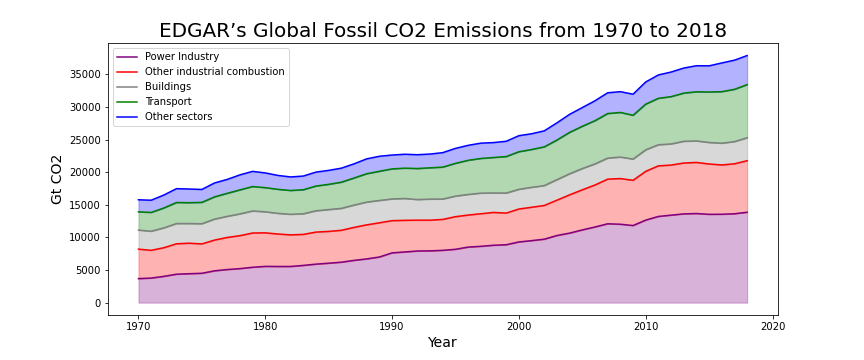 EDGAR’s Global Fossil CO2 Emissions from 1970 to 2018
Power Industry
Other industrial combustion
Buildings
Transport
Other sectors
Gt CO2
35000
30000
25000
20000
15000
10000
5000
0
1970
1980
1990
2000
2010
2020
Year